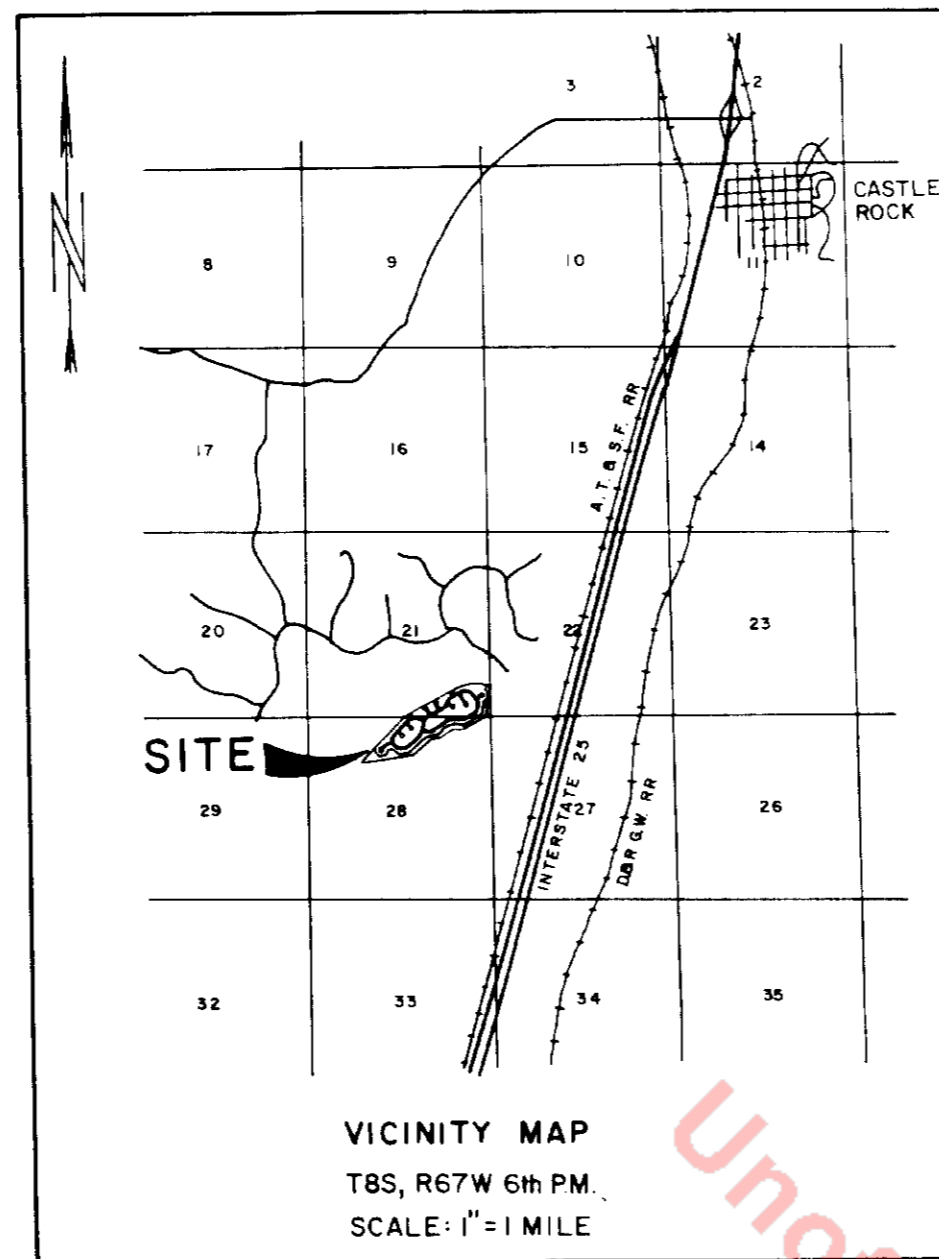 3
2
N
CASTLE
ROCK
8
9
10
11
17
16
15
A.T. & S.F. RR
14
20
21
22
23
SITE
29
28
INTERSTATE 25
27
D&RG.W. RR
26
32
33
34
35
VICINITY MAP
T8S, R67W 6th P.M.
SCALE: 1" = 1 MILE